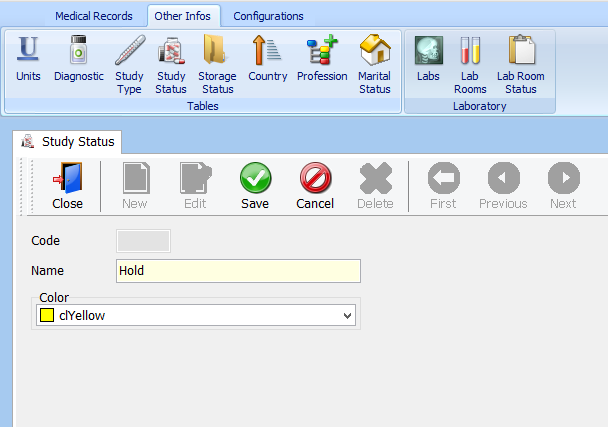 Medical Records Other Infos Configurations
U
Units Diagnostic Study Type Study Status Storage Status Country Profession Marital Status Labs Lab Rooms Lab Room Status
Tables Laboratory
Study Status
Close New Edit Save Cancel Delete First Previous Next
Code
Name Hold
Color
clYellow